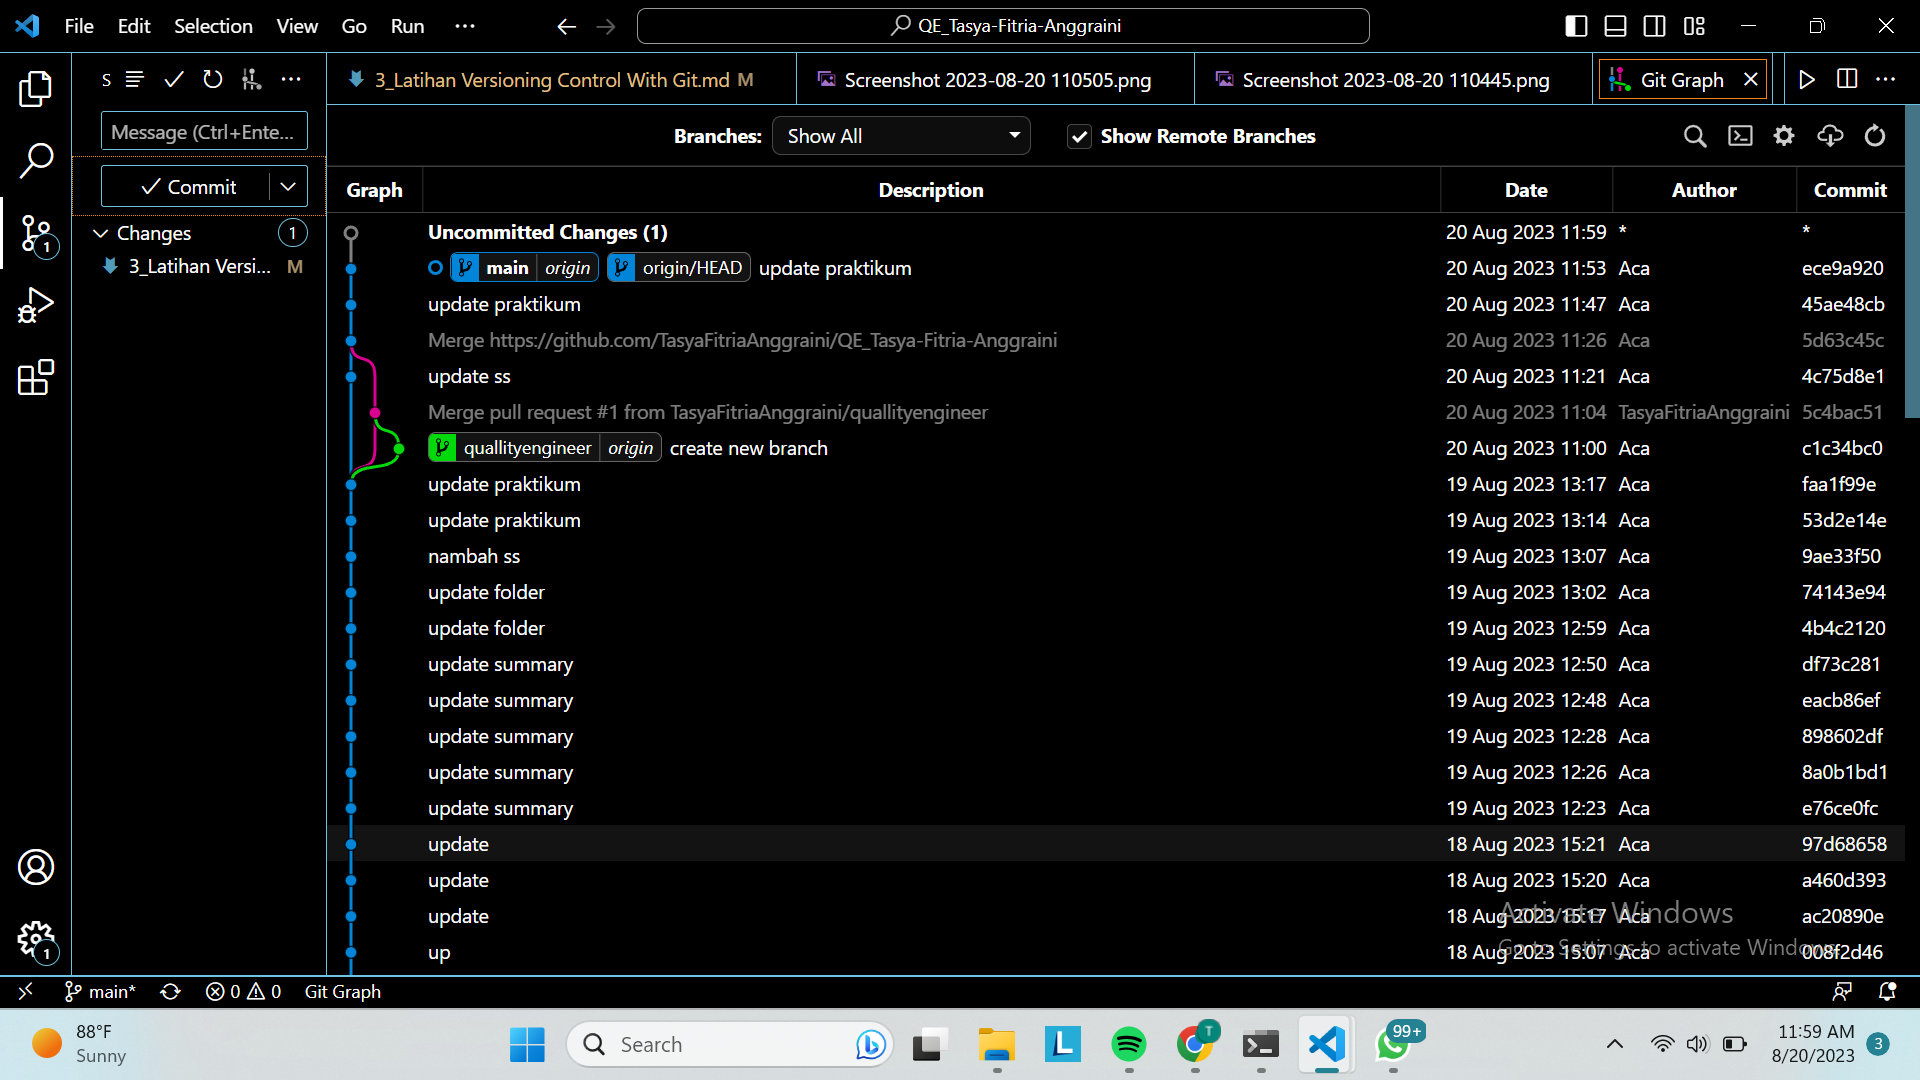 File Edit Selection View Go Run ··· QE_Tasya-Fitria-Anggraini
S ···
3_Latihan Versioning Control With Git.md M Screenshot 2023-08-20 110505.png Screenshot 2023-08-20 110445.png Git Graph ···
Message (Ctrl+Ente...
Commit
Changes 1
3_Latihan Versi... M
Branches: Show All Show Remote Branches
Graph Description Date Author Commit
Uncommitted Changes (1) 20 Aug 2023 11:59 * *
main origin origin/HEAD update praktikum 20 Aug 2023 11:53 Aca ece9a920
update praktikum 20 Aug 2023 11:47 Aca 45ae48cb
Merge https://github.com/TasyaFitriaAnggraini/QE_Tasya-Fitria-Anggraini 20 Aug 2023 11:26 Aca 5d63c45c
update ss 20 Aug 2023 11:21 Aca 4c75d8e1
Merge pull request #1 from TasyaFitriaAnggraini/quallityengineer 20 Aug 2023 11:04 TasyaFitriaAnggraini 5c4bac51
quallityengineer origin create new branch 20 Aug 2023 11:00 Aca c1c34bc0
update praktikum 19 Aug 2023 13:17 Aca faa1f99e
update praktikum 19 Aug 2023 13:14 Aca 53d2e14e
nambah ss 19 Aug 2023 13:07 Aca 9ae33f50
update folder 19 Aug 2023 13:02 Aca 74143e94
update folder 19 Aug 2023 12:59 Aca 4b4c2120
update summary 19 Aug 2023 12:50 Aca df73c281
update summary 19 Aug 2023 12:48 Aca eacb86ef
update summary 19 Aug 2023 12:28 Aca 898602df
update summary 19 Aug 2023 12:26 Aca 8a0b1bd1
update summary 19 Aug 2023 12:23 Aca e76ce0fc
update 18 Aug 2023 15:21 Aca 97d68658
update 18 Aug 2023 15:20 Aca a460d393
update 18 Aug 2023 15:17 Aca ac20890e
up 18 Aug 2023 15:07 Aca 008f2d46
Activate Windows
Go to Settings to activate Windows.
1
1
main* 0 0 Git Graph
88°F
Sunny
Search
L
T
99+
11:59 AM
8/20/2023
3